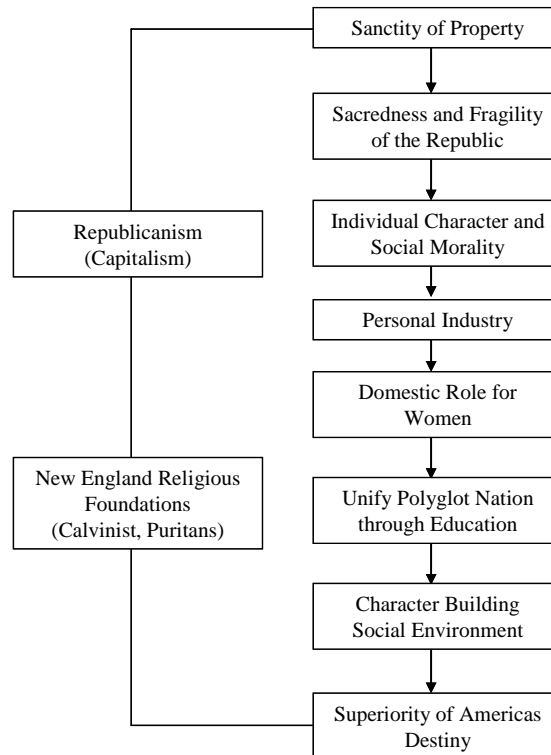 Sanctity of Property
Sacredness and Fragility
of the Republic
Republicanism
(Capitalism)
Individual Character and
Social Morality
Personal Industry
Domestic Role for
Women
New England Religious
Foundations
(Calvinist, Puritans)
Unify Polyglot Nation
through Education
Character Building
Social Environment
Superiority of Americas
Destiny